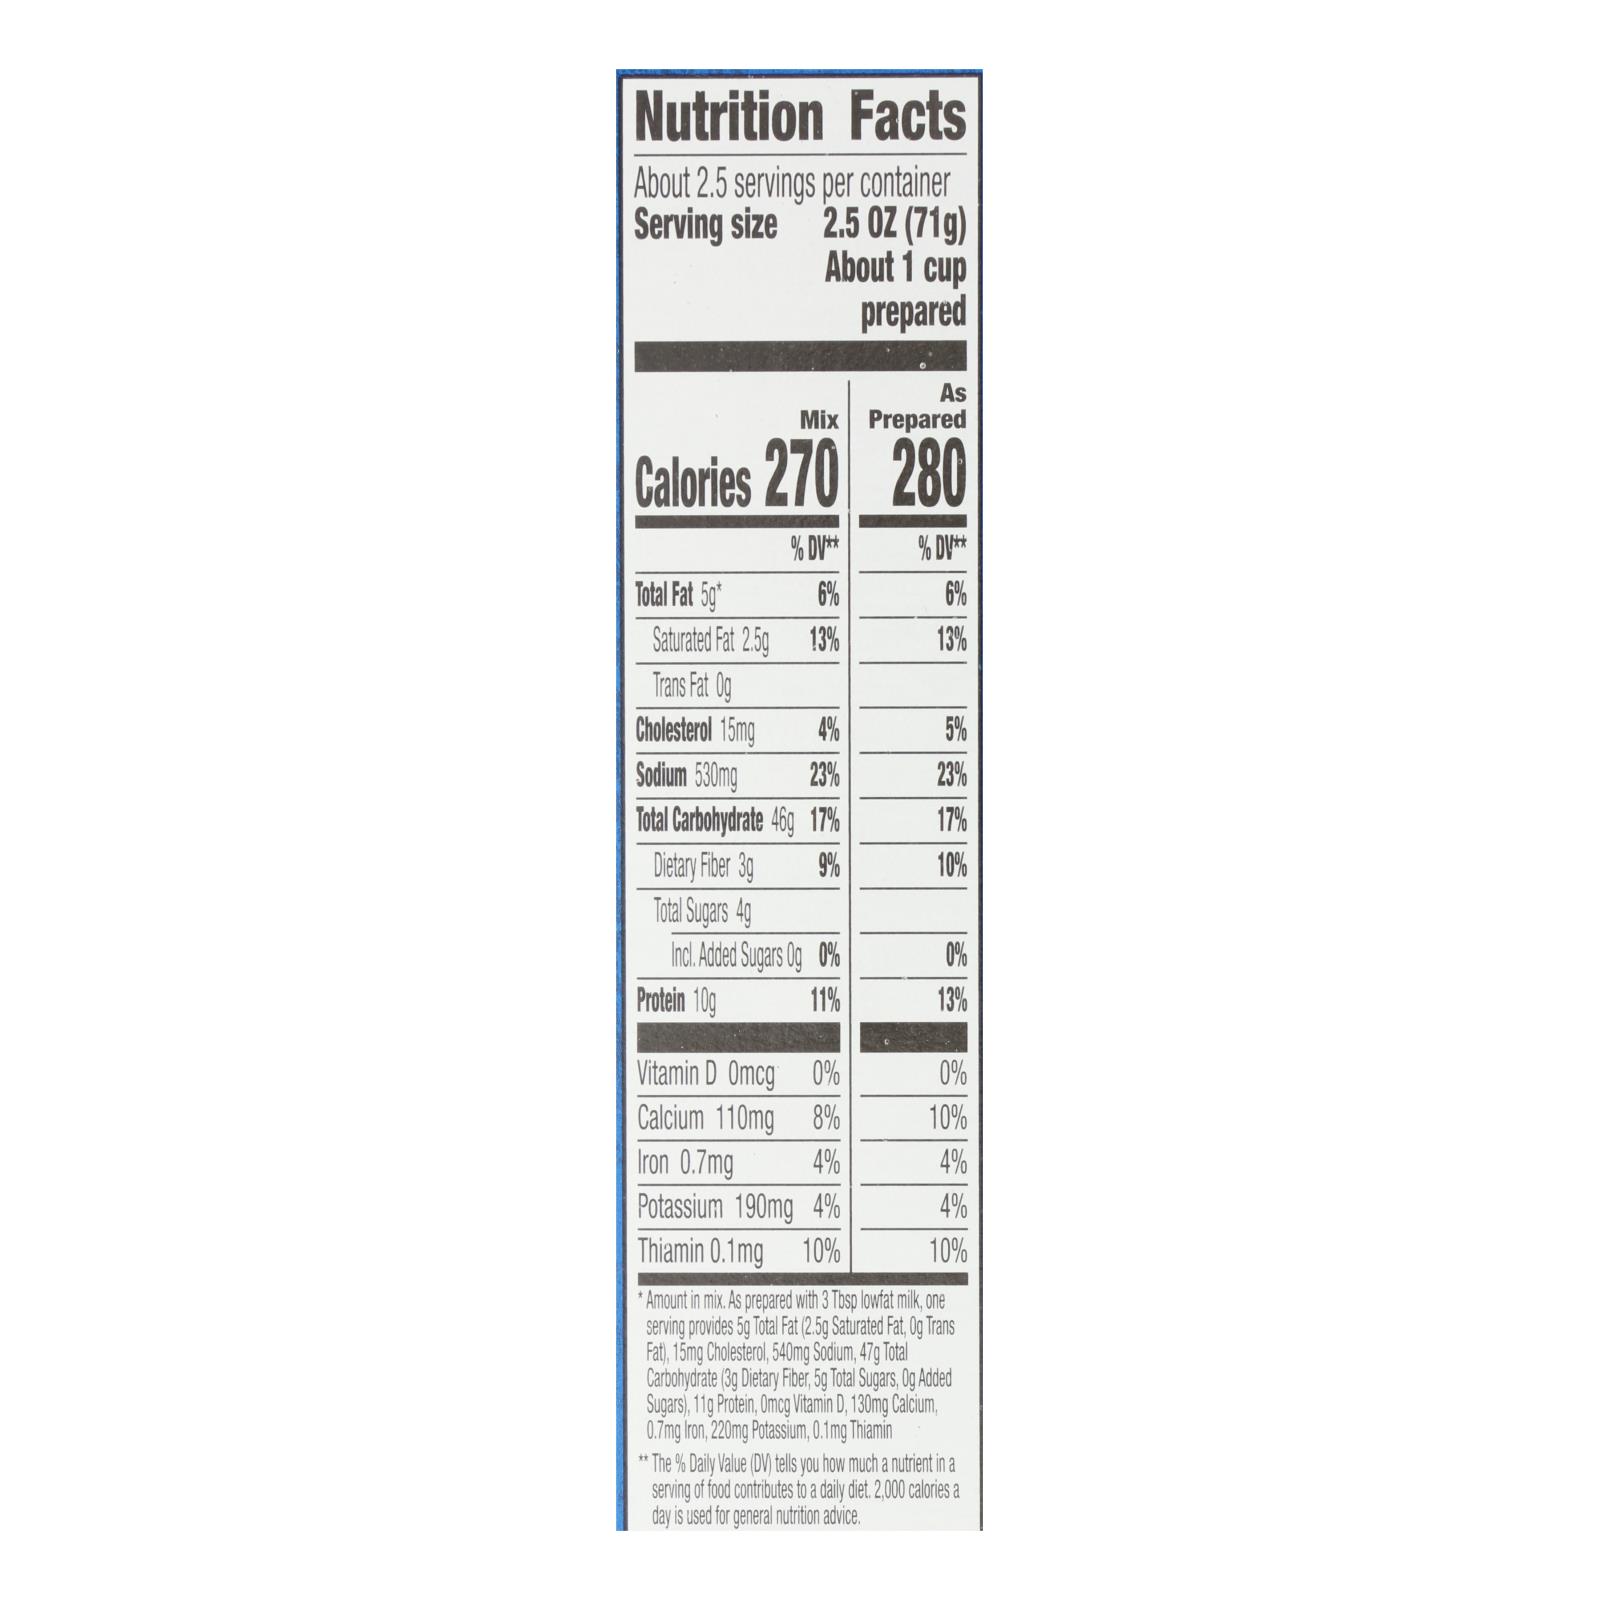 Nutrition Facts
About 2.5 servings per container
Serving size 2.5 OZ (71g)
About 1 cup
prepared
As
Mix Prepared
Calories 270 280
% DV** % DV**
Total Fat 5g* 6% 6%
Saturated Fat 2.5g 13% 13%
Trans Fat 0g
Cholesterol 15mg 4% 5%
Sodium 530mg 23% 23%
Total Carbohydrate 46g 17% 17%
Dietary Fiber 3g 9% 10%
Total Sugars 4g
Incl. Added Sugars 0g 0% 0%
Protein 10g 11% 13%
Vitamin D 0mcg 0% 0%
Calcium 110mg 8% 10%
Iron 0.7mg 4% 4%
Potassium 190mg 4% 4%
Thiamin 0.1mg 10% 10%
* Amount in mix. As prepared with 3 Tbsp lowfat milk, one
serving provides 5g Total Fat (2.5g Saturated Fat, 0g Trans
Fat), 15mg Cholesterol, 540mg Sodium, 47g Total
Carbohydrate (3g Dietary Fiber, 5g Total Sugars, 0g Added
Sugars), 11g Protein, 0mcg Vitamin D, 130mg Calcium,
0.7mg Iron, 220mg Potassium, 0.1mg Thiamin
** The % Daily Value (DV) tells you how much a nutrient in a
serving of food contributes to a daily diet. 2,000 calories a
day is used for general nutrition advice.